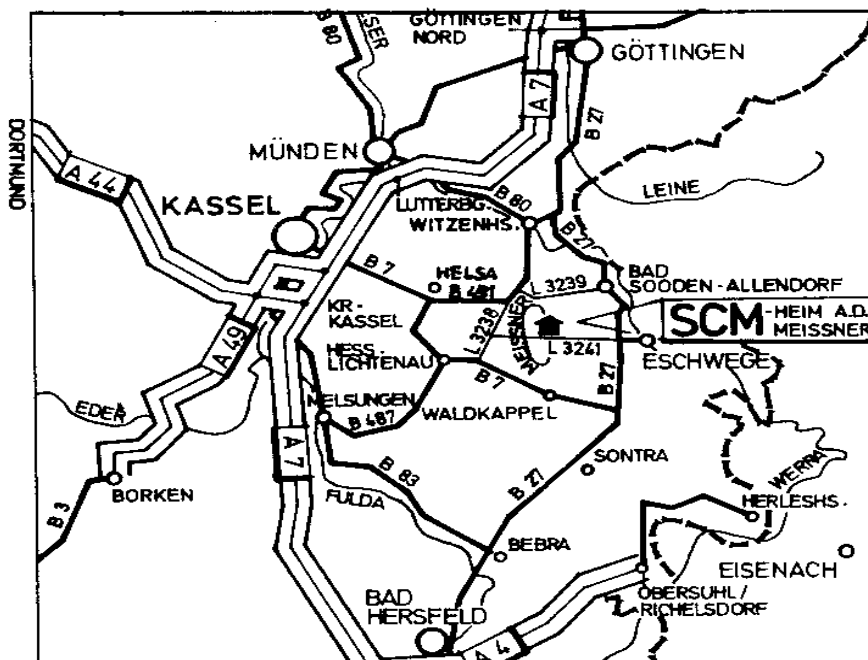 B 80
ESER
GÖTTINGEN
NORD
GÖTTINGEN
A 7
B 27
DORTMUND
MÜNDEN
A 44
LEINE
KASSEL
LUTTERBG.
B 80
WITZENHS.
B 27
B 7
HELSA
B 451
L 3239
BAD
SOODEN-ALLENDORF
KR-
KASSEL
L 3238
MEISSNER
SCM-HEIM A.D.
MEISSNER
A 49
HESS.
LICHTENAU
L 3241
ESCHWEGE
B 7
B 27
EDER
MELSUNGEN
WALDKAPPEL
B 487
A 7
SONTRA
WERRA
B 3
BORKEN
FULDA
B 83
B 27
HERLESHS.
BEBRA
EISENACH
OBERSUHL/
RICHELSDORF
BAD
HERSFELD
A 4